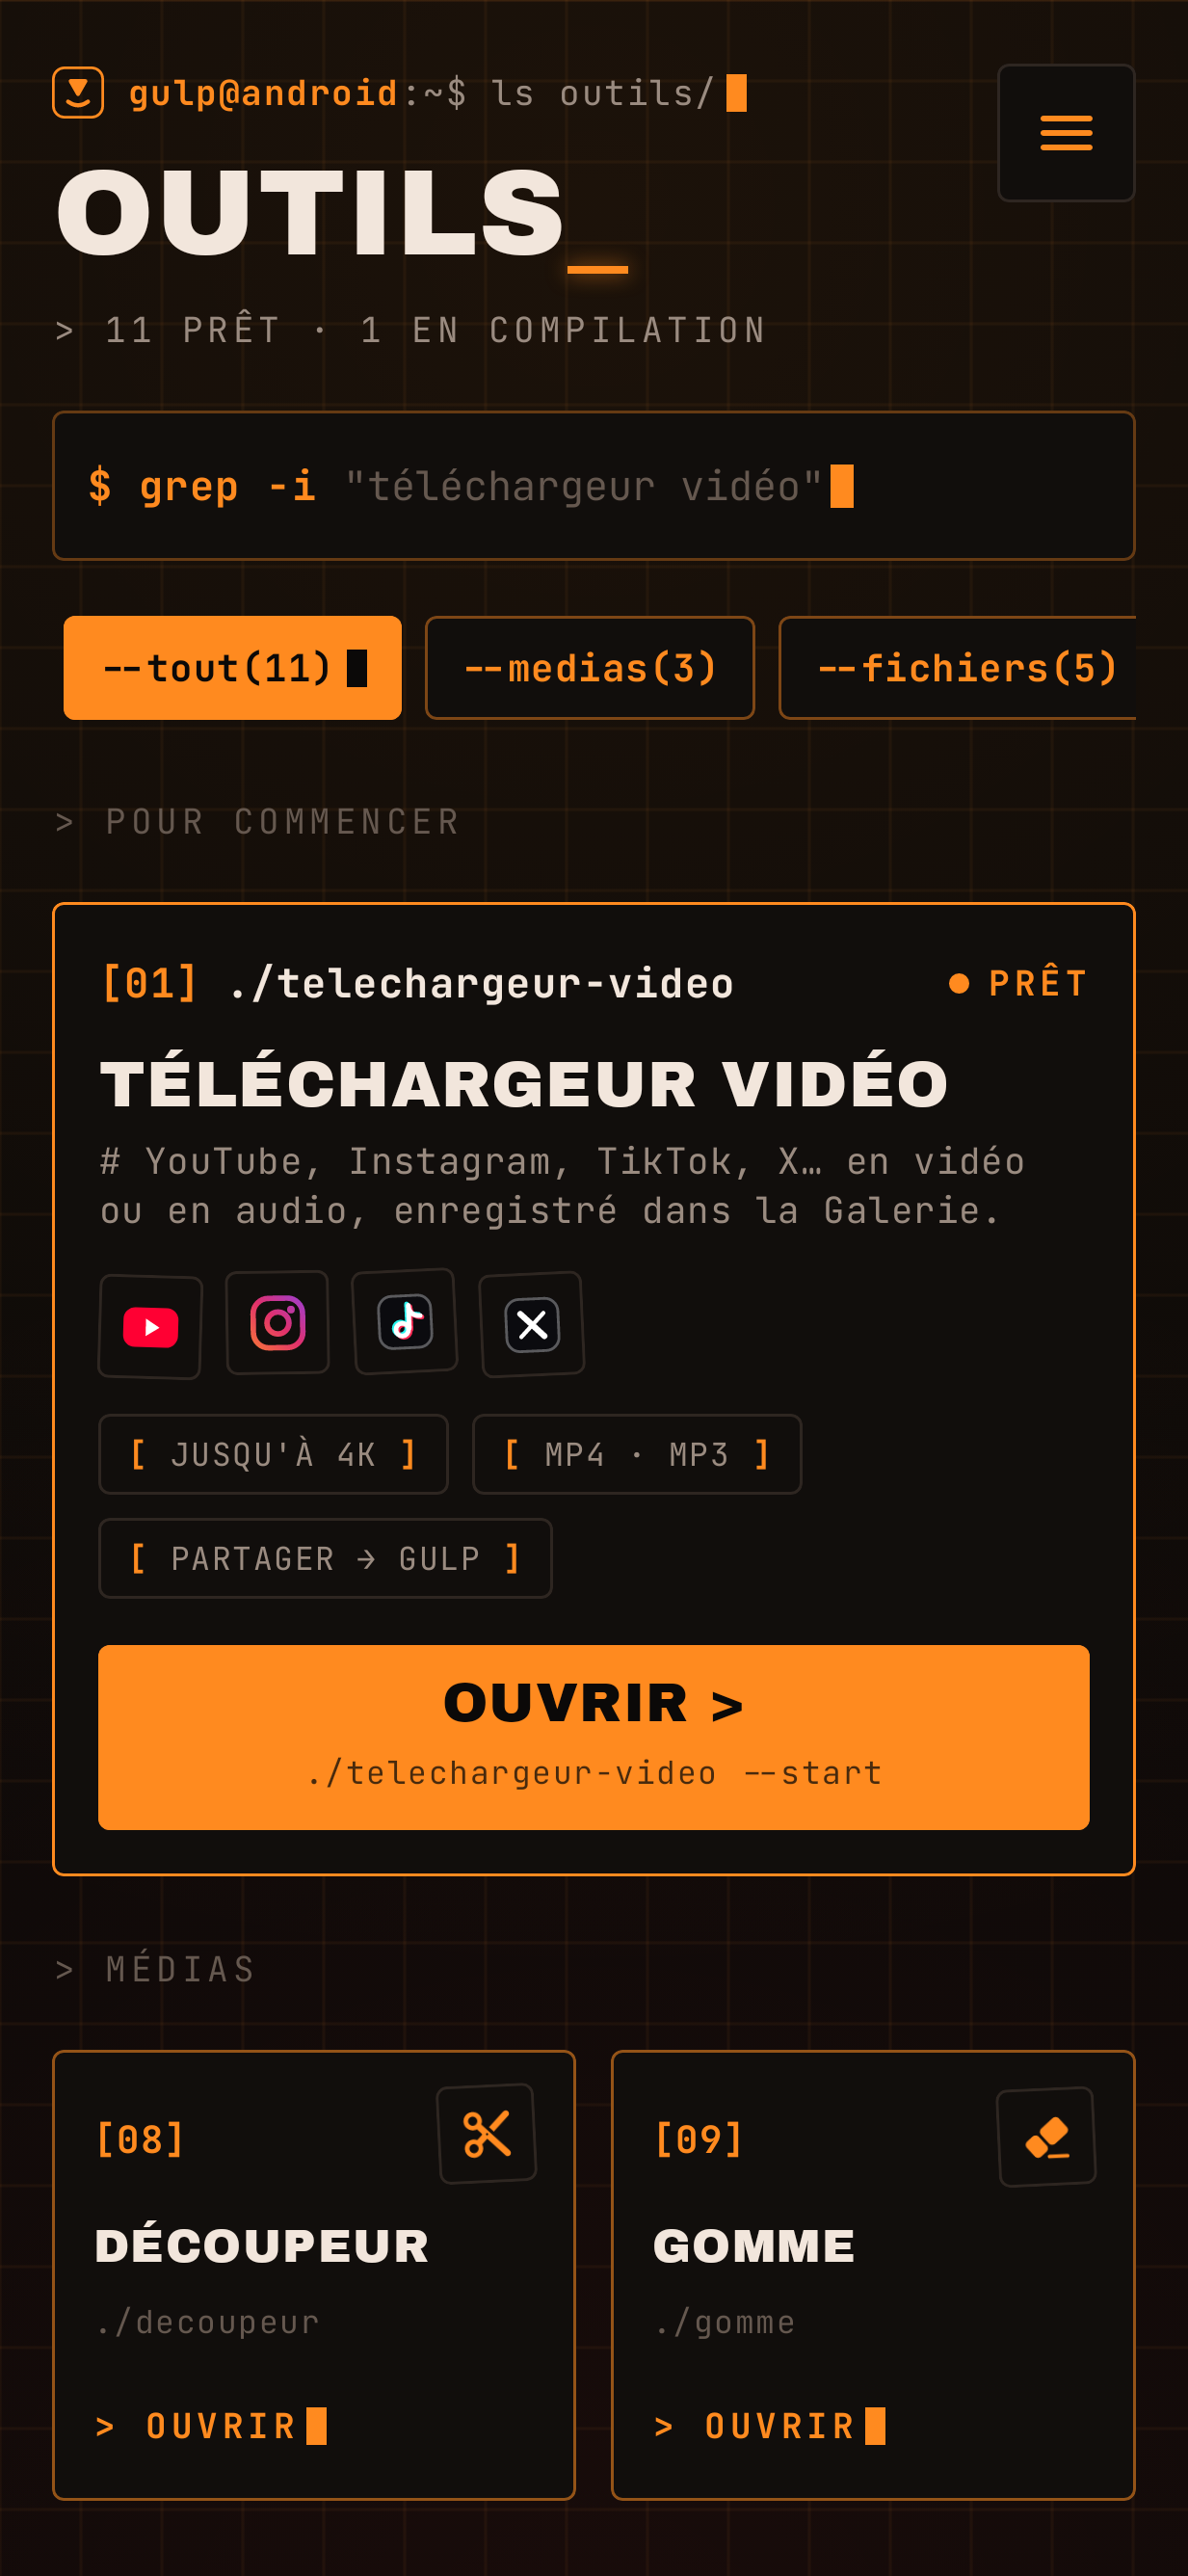 gulp@android:~$ ls outils/
OUTILS_
> 11 PRÊT · 1 EN COMPILATION
$ grep -i "téléchargeur vidéo"
--tout(11) --medias(3) --fichiers(5)
> POUR COMMENCER
[01] ./telechargeur-video ● PRÊT
TÉLÉCHARGEUR VIDÉO
# YouTube, Instagram, TikTok, X… en vidéo
ou en audio, enregistré dans la Galerie.
[ JUSQU'À 4K ] [ MP4 · MP3 ]
[ PARTAGER → GULP ]
OUVRIR >
./telechargeur-video --start
> MÉDIAS
[08] [09]
DÉCOUPEUR GOMME
./decoupeur ./gomme
> OUVRIR > OUVRIR